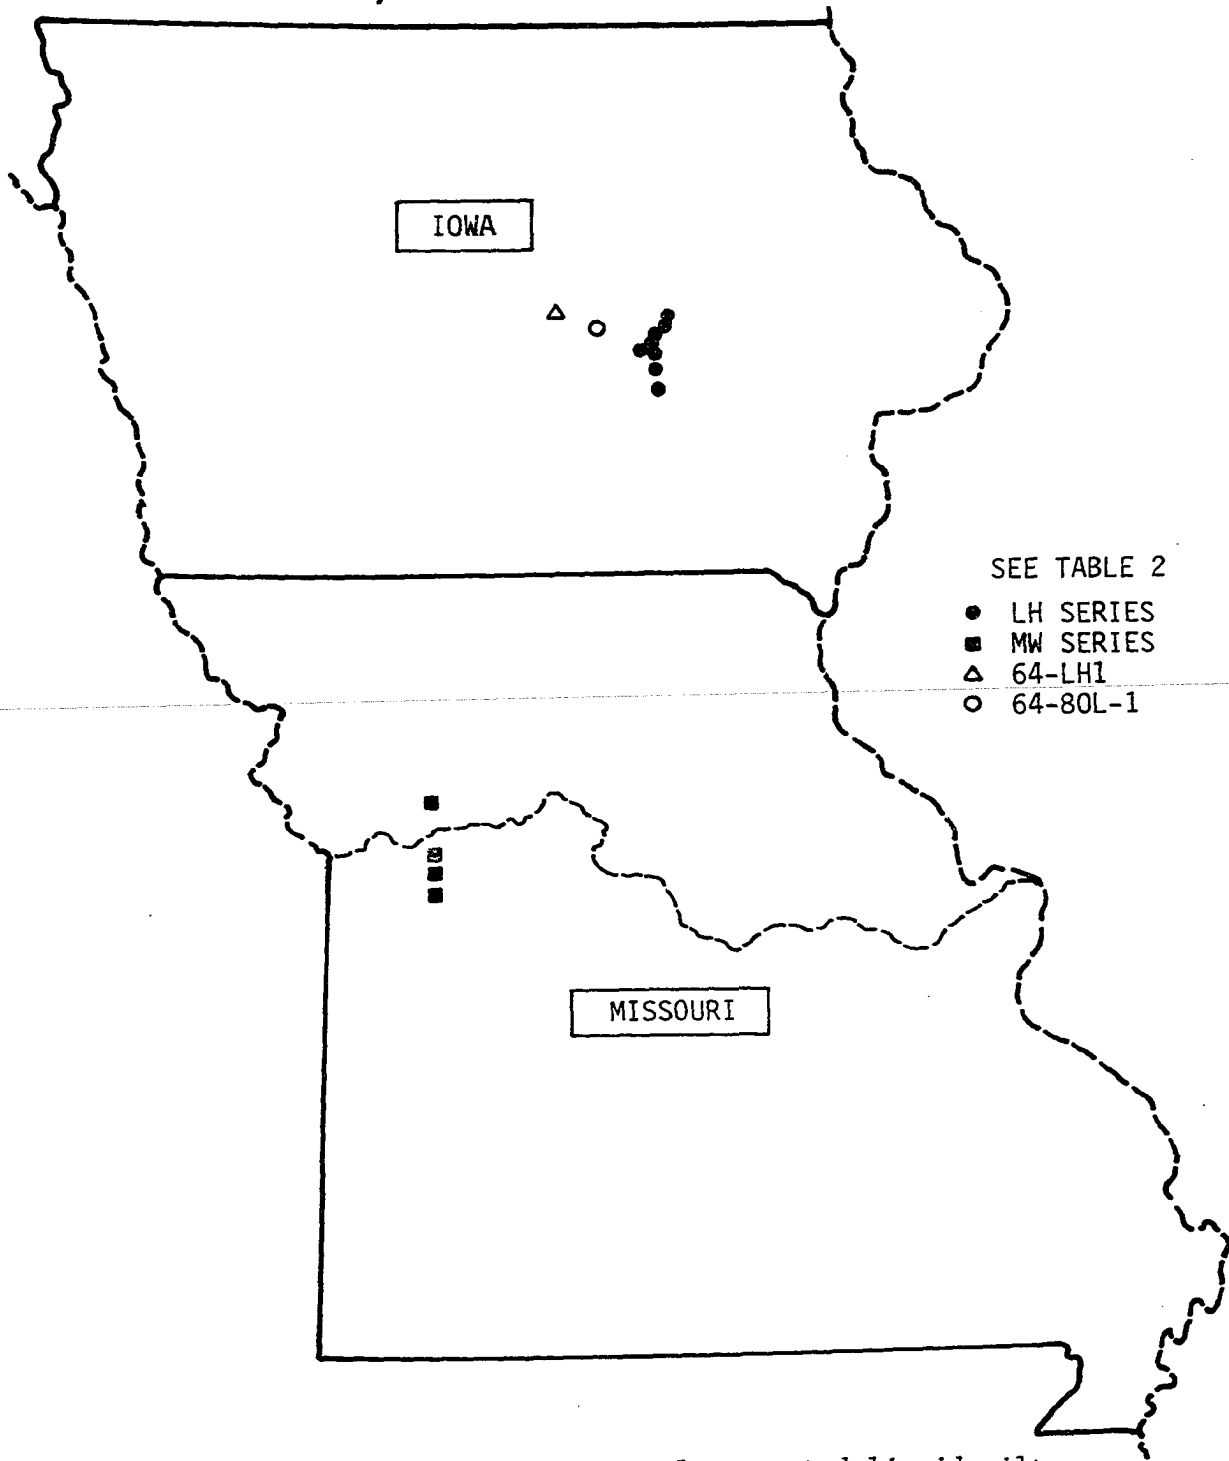 IOWA
SEE TABLE 2
LH SERIES
MW SERIES
64-LH1
64-80L-1
MISSOURI